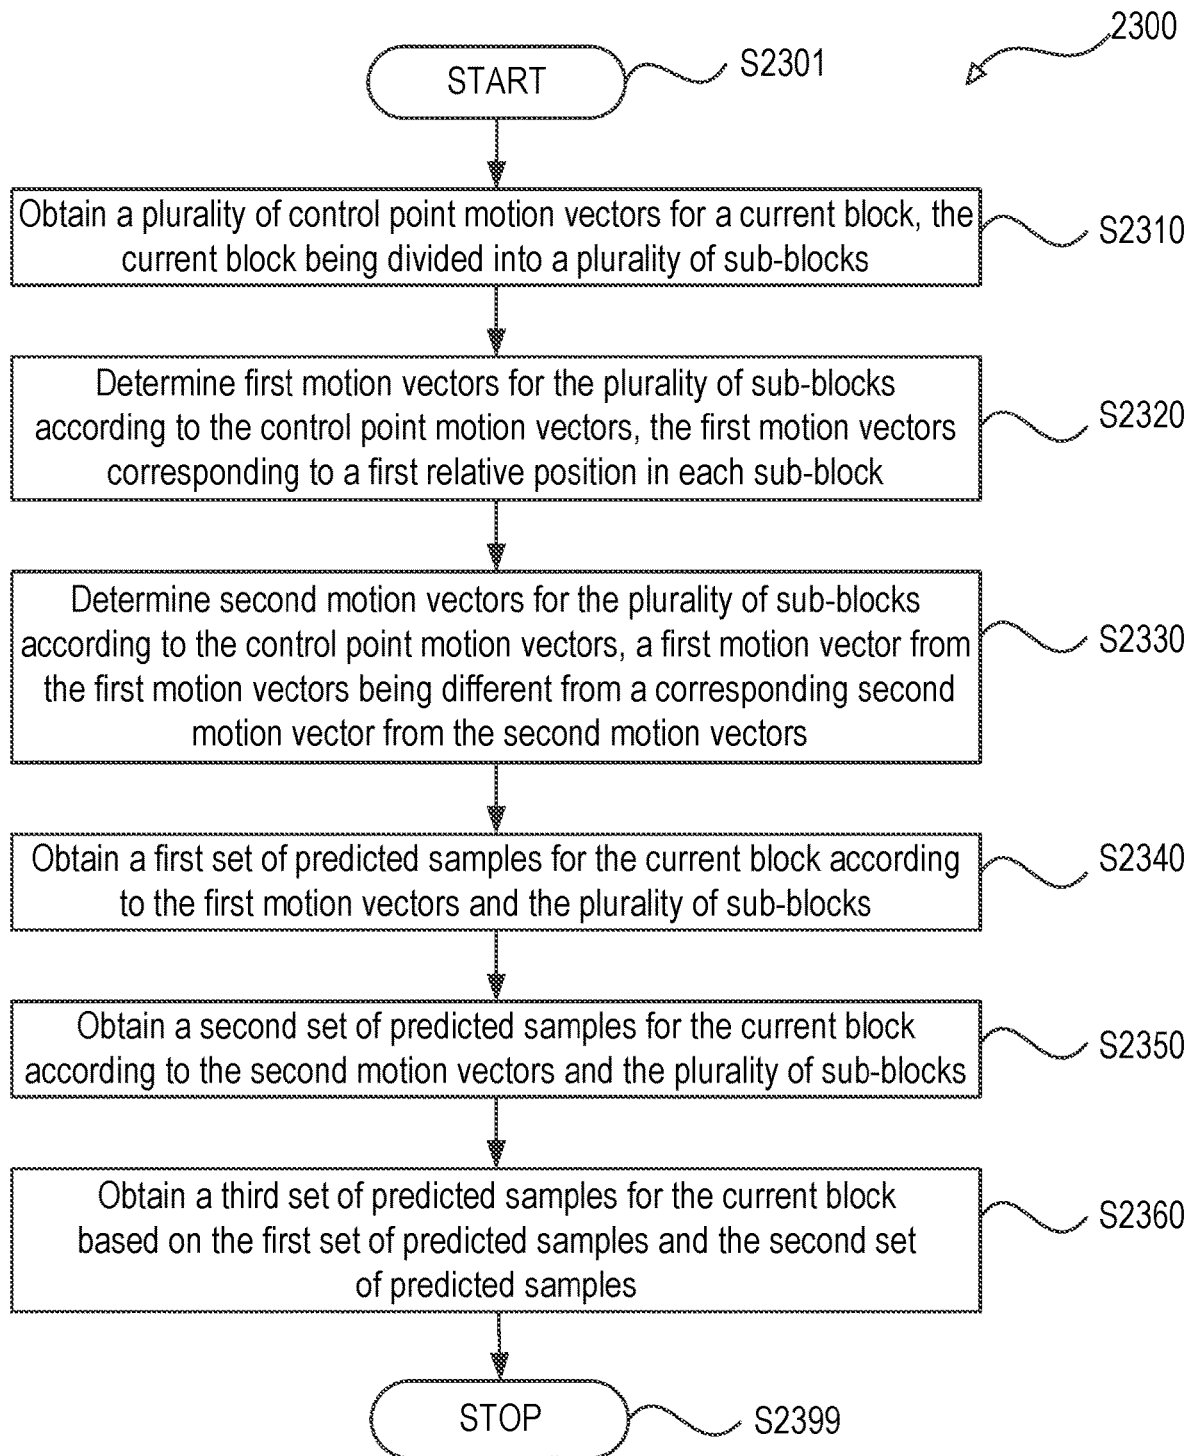 2300
START
S2301
Obtain a plurality of control point motion vectors for a current block, the
current block being divided into a plurality of sub-blocks
S2310
Determine first motion vectors for the plurality of sub-blocks
according to the control point motion vectors, the first motion vectors
corresponding to a first relative position in each sub-block
S2320
Determine second motion vectors for the plurality of sub-blocks
according to the control point motion vectors, a first motion vector from
the first motion vectors being different from a corresponding second
motion vector from the second motion vectors
S2330
Obtain a first set of predicted samples for the current block according
to the first motion vectors and the plurality of sub-blocks
S2340
Obtain a second set of predicted samples for the current block
according to the second motion vectors and the plurality of sub-blocks
S2350
Obtain a third set of predicted samples for the current block
based on the first set of predicted samples and the second set
of predicted samples
S2360
STOP
S2399